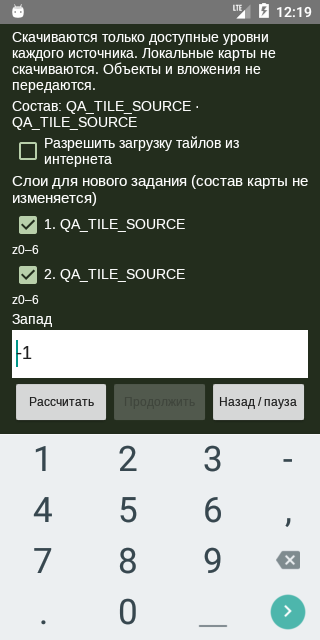 LTE 12:19
Скачиваются только доступные уровни
каждого источника. Локальные карты не
скачиваются. Объекты и вложения не
передаются.
Состав: QA_TILE_SOURCE ·
QA_TILE_SOURCE
Разрешить загрузку тайлов из
интернета
Слои для нового задания (состав карты не
изменяется)
1. QA_TILE_SOURCE
z0–6
2. QA_TILE_SOURCE
z0–6
Запад
-1
Рассчитать Продолжить Назад / пауза
1 2 3 -
4 5 6 ,
7 8 9
. 0 _